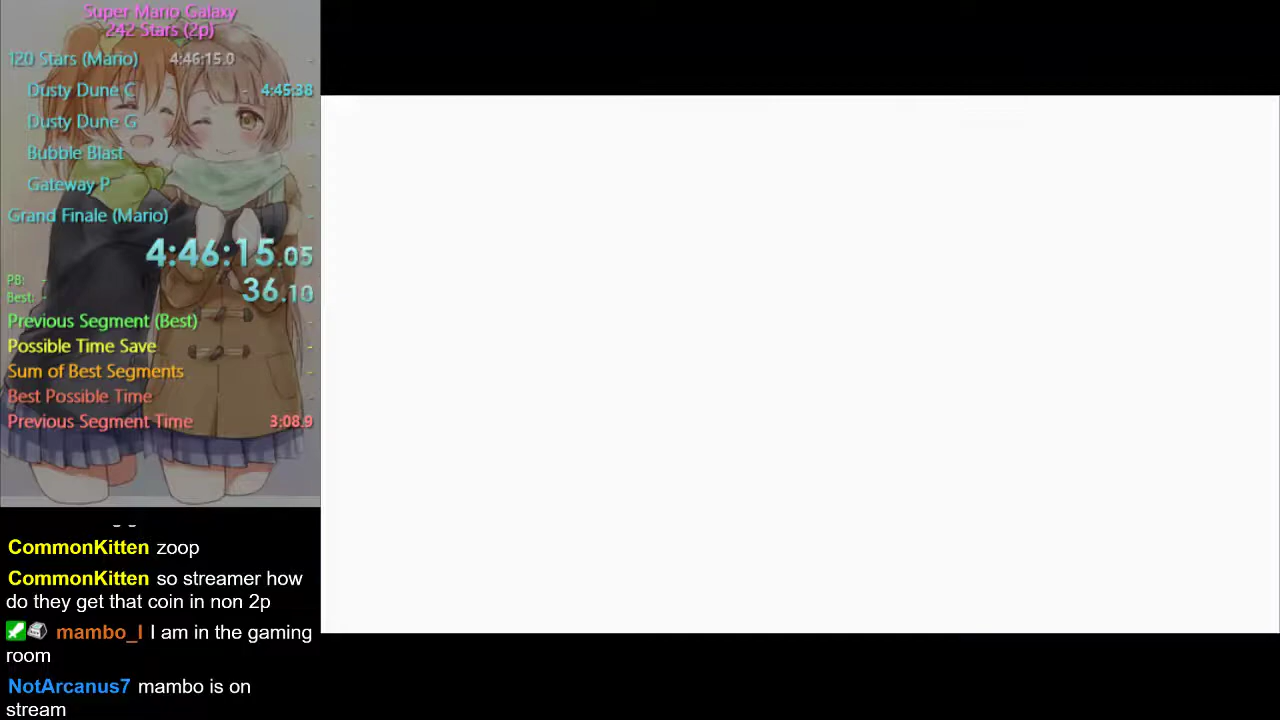 Super Mario Galaxy
242 Stars (2p)
120 Stars (Mario) 4:46:15.0 -
Dusty Dune C - 4:45:38
Dusty Dune G -
Bubble Blast -
Gateway P -
Grand Finale (Mario) -
4:46:15.05
PB: -
36.10
Best: -
Previous Segment (Best) -
Possible Time Save -
Sum of Best Segments -
Best Possible Time -
Previous Segment Time 3:08.9
CommonKitten zoop
CommonKitten so streamer how
do they get that coin in non 2p
mambo_l I am in the gaming
room
NotArcanus7 mambo is on
stream